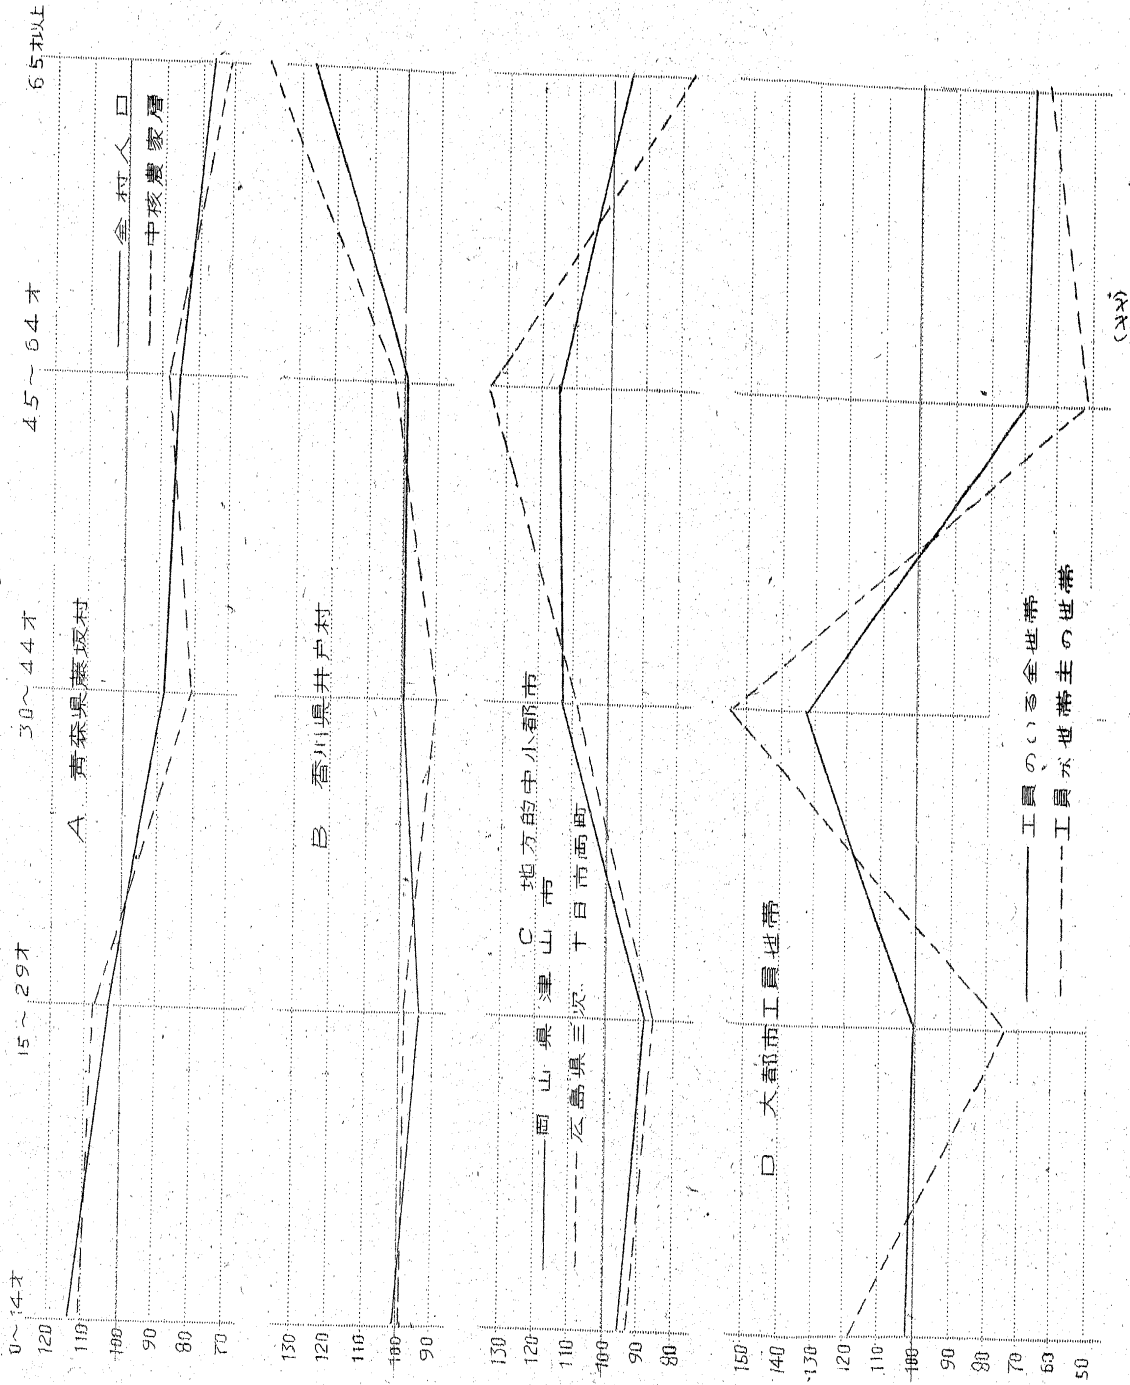 0～14才
15～29才
30～44才
45～64才
65才以上
120
110
100
90
80
70
A 青森県藤坂村
全村人口
中核農家層
130
120
110
100
90
B 香川県井戸村
130
120
110
100
90
80
C 地方的中小都市
岡山県津山市
広島県三次 十日市両町
150
140
130
120
110
100
90
80
70
60
50
D. 大都市工員世帯
工員のいる全世帯
工員が世帯主の世帯